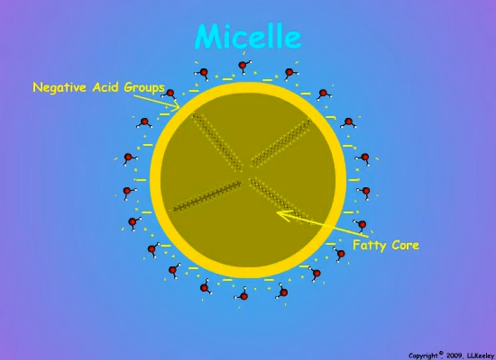 Micelle
Negative Acid Groups
Fatty Core
Copyright © 2009, LLKeeley